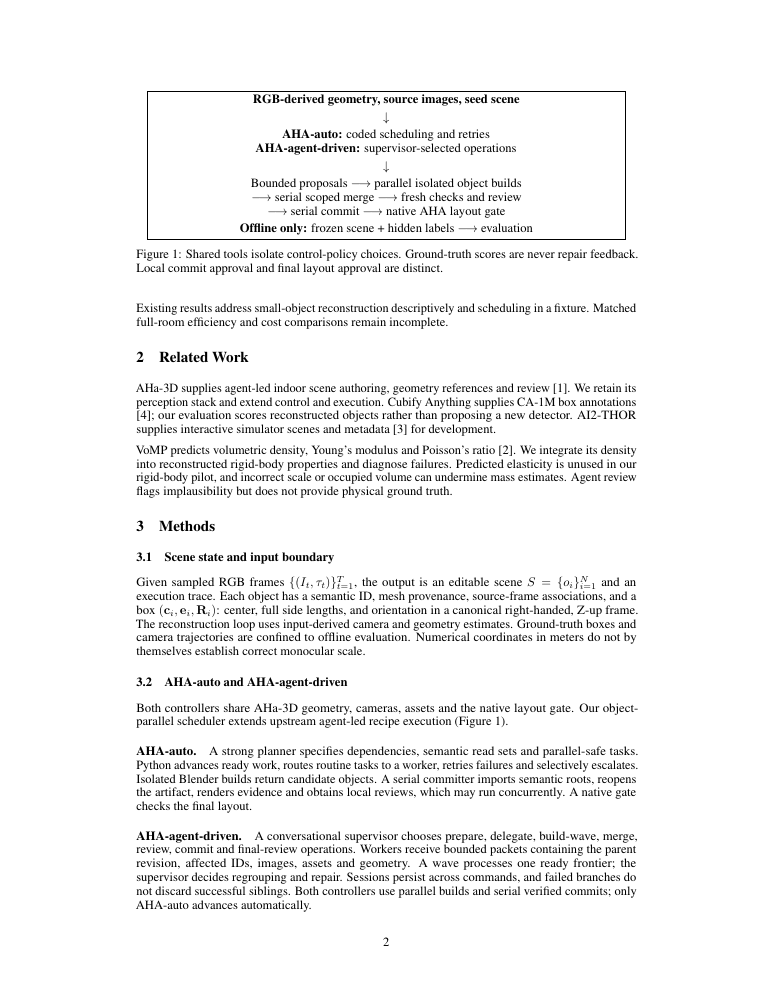 RGB-derived geometry, source images, seed scene
↓
AHA-auto: coded scheduling and retries
AHA-agent-driven: supervisor-selected operations
↓
Bounded proposals ⟶ parallel isolated object builds
⟶ serial scoped merge ⟶ fresh checks and review
⟶ serial commit ⟶ native AHA layout gate
Offline only: frozen scene + hidden labels ⟶ evaluation
Figure 1: Shared tools isolate control-policy choices. Ground-truth scores are never repair feedback.
Local commit approval and final layout approval are distinct.
Existing results address small-object reconstruction descriptively and scheduling in a fixture. Matched
full-room efficiency and cost comparisons remain incomplete.
2 Related Work
AHa-3D supplies agent-led indoor scene authoring, geometry references and review [1]. We retain its
perception stack and extend control and execution. Cubify Anything supplies CA-1M box annotations
[4]; our evaluation scores reconstructed objects rather than proposing a new detector. AI2-THOR
supplies interactive simulator scenes and metadata [3] for development.
VoMP predicts volumetric density, Young's modulus and Poisson's ratio [2]. We integrate its density
into reconstructed rigid-body properties and diagnose failures. Predicted elasticity is unused in our
rigid-body pilot, and incorrect scale or occupied volume can undermine mass estimates. Agent review
flags implausibility but does not provide physical ground truth.
3 Methods
3.1 Scene state and input boundary
Given sampled RGB frames {(I_t, τ_t)}_{t=1}^T, the output is an editable scene S = {o_i}_{i=1}^N and an
execution trace. Each object has a semantic ID, mesh provenance, source-frame associations, and a
box (c_i, e_i, R_i): center, full side lengths, and orientation in a canonical right-handed, Z-up frame.
The reconstruction loop uses input-derived camera and geometry estimates. Ground-truth boxes and
camera trajectories are confined to offline evaluation. Numerical coordinates in meters do not by
themselves establish correct monocular scale.
3.2 AHA-auto and AHA-agent-driven
Both controllers share AHa-3D geometry, cameras, assets and the native layout gate. Our object-
parallel scheduler extends upstream agent-led recipe execution (Figure 1).
AHA-auto. A strong planner specifies dependencies, semantic read sets and parallel-safe tasks.
Python advances ready work, routes routine tasks to a worker, retries failures and selectively escalates.
Isolated Blender builds return candidate objects. A serial committer imports semantic roots, reopens
the artifact, renders evidence and obtains local reviews, which may run concurrently. A native gate
checks the final layout.
AHA-agent-driven. A conversational supervisor chooses prepare, delegate, build-wave, merge,
review, commit and final-review operations. Workers receive bounded packets containing the parent
revision, affected IDs, images, assets and geometry. A wave processes one ready frontier; the
supervisor decides regrouping and repair. Sessions persist across commands, and failed branches do
not discard successful siblings. Both controllers use parallel builds and serial verified commits; only
AHA-auto advances automatically.
2